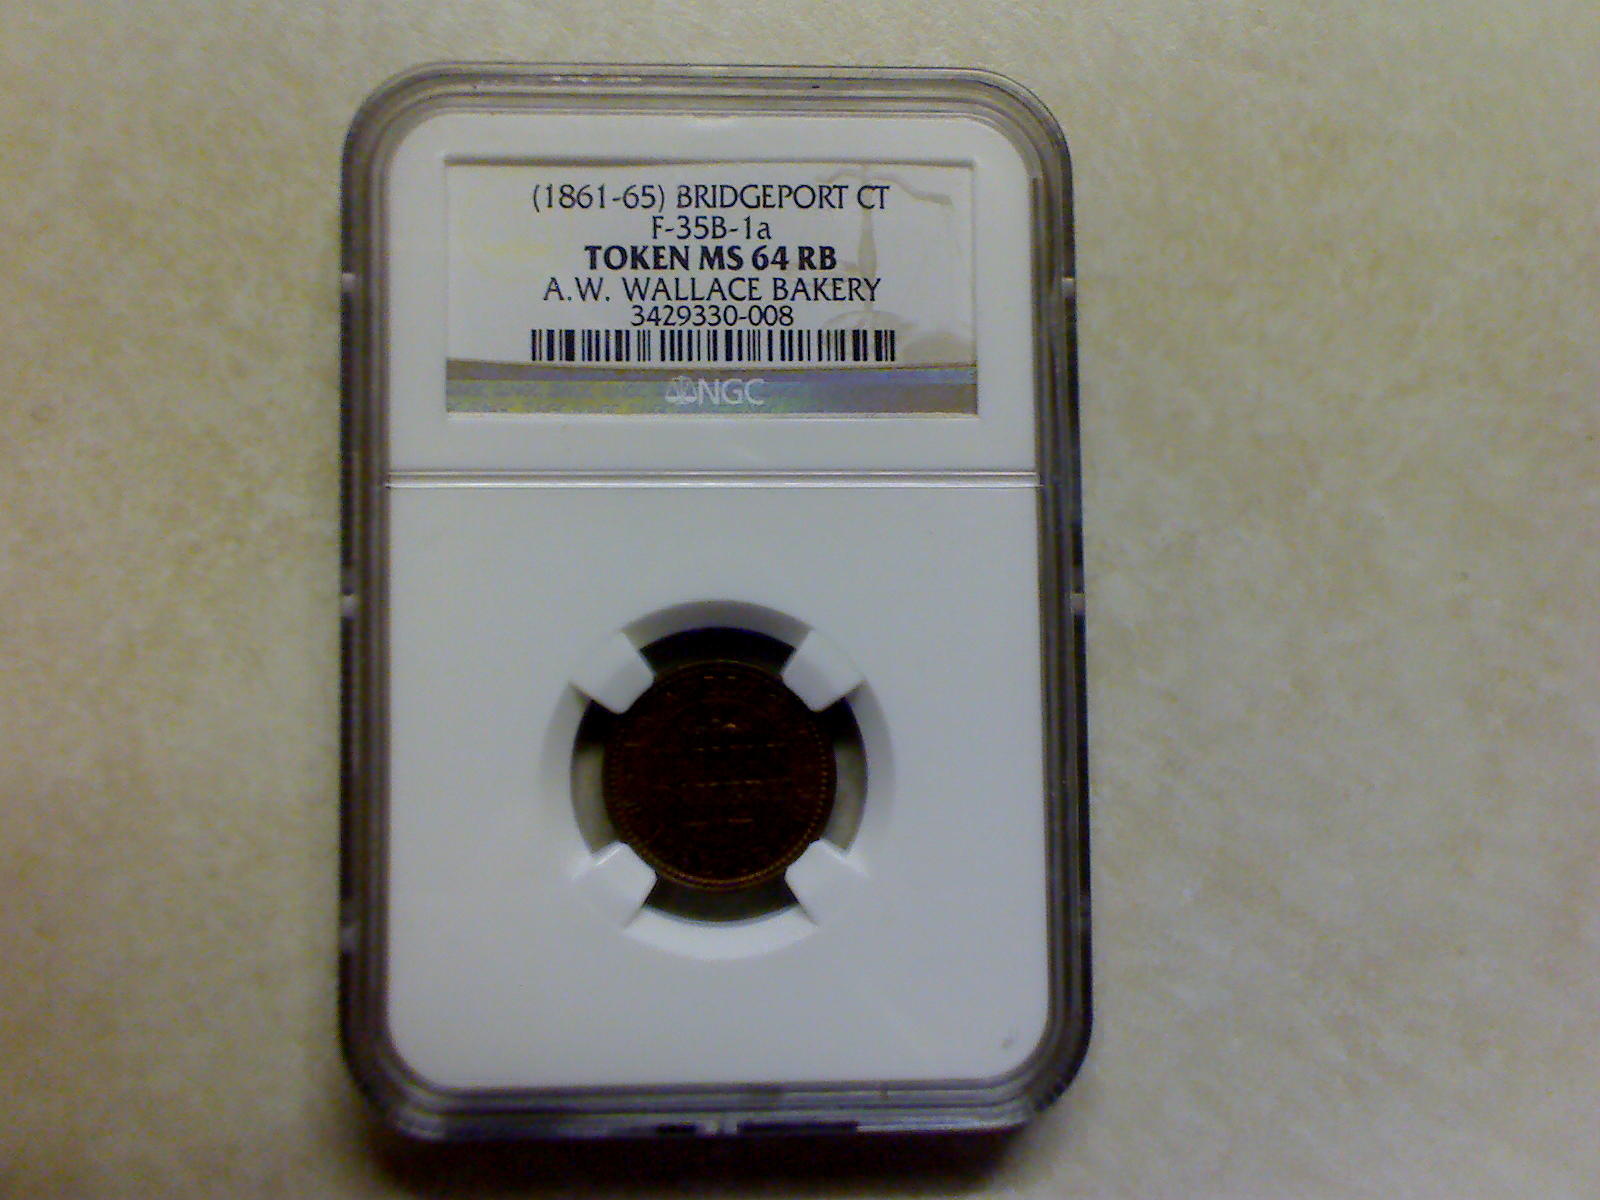 (1861-65) BRIDGEPORT CT
F-35B-1a
TOKEN MS 64 RB
A.W. WALLACE BAKERY
3429330-008
NGC